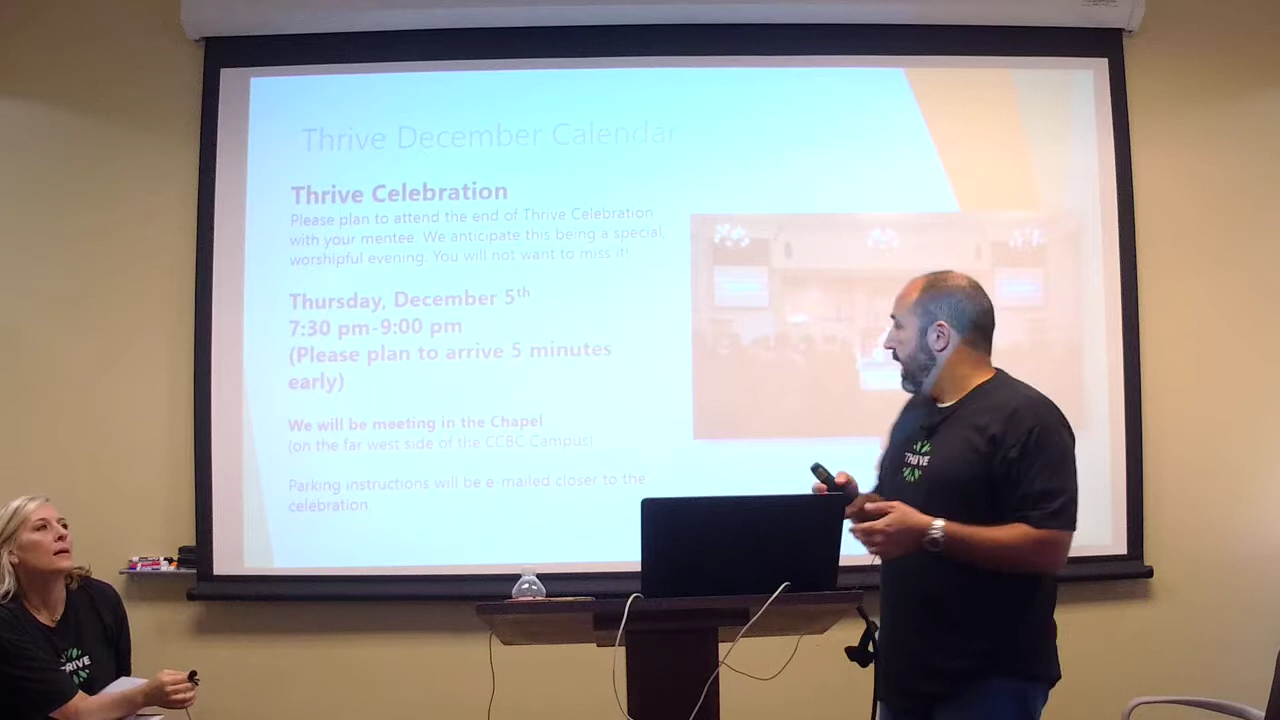 Thrive December Calendar
Thrive Celebration
Please plan to attend the end of Thrive Celebration
with your mentee. We anticipate this being a special,
worshipful evening. You will not want to miss it!
Thursday, December 5th
7:30 pm-9:00 pm
(Please plan to arrive 5 minutes
early)
We will be meeting in the Chapel
(on the far west side of the CCBC Campus)
Parking instructions will be e-mailed closer to the
celebration.
THRIVE
THRIVE